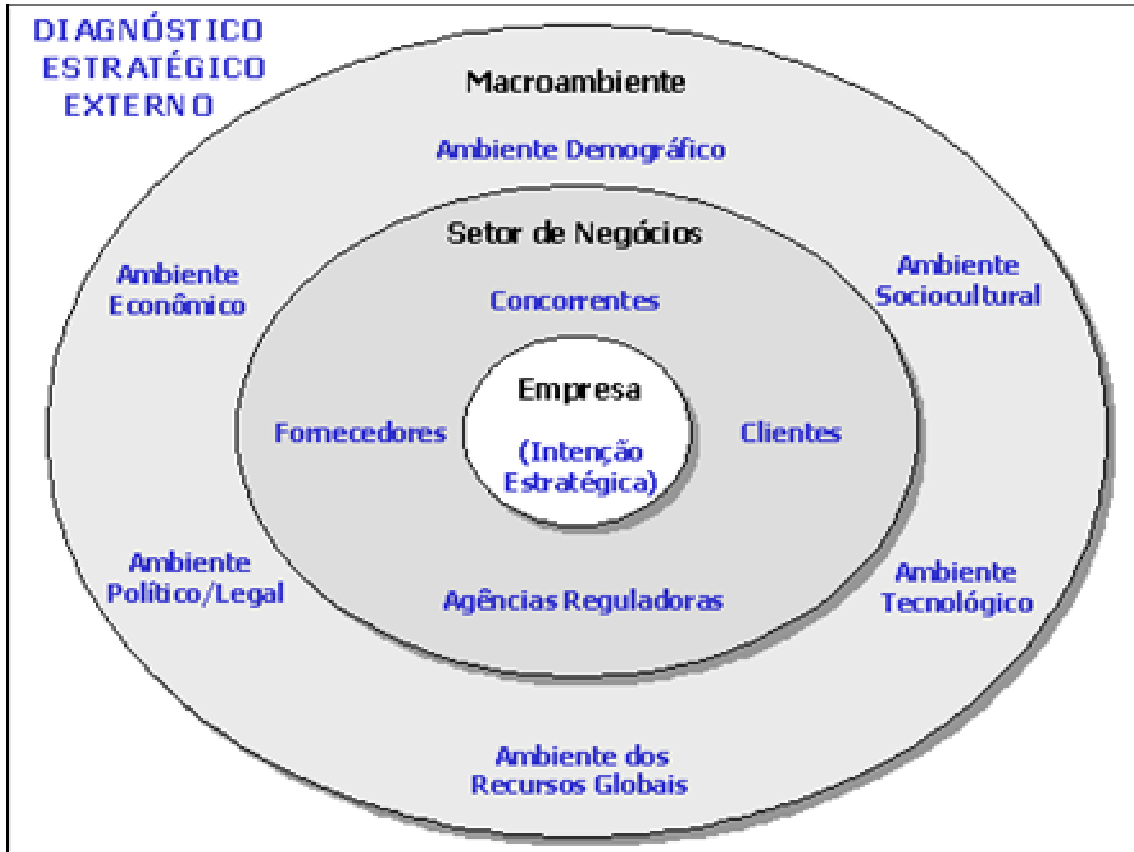 DIAGNÓSTICO
ESTRATÉGICO
EXTERNO
Macroambiente
Ambiente Demográfico
Setor de Negócios
Ambiente
Econômico
Concorrentes
Ambiente
Sociocultural
Empresa
(Intenção
Estratégica)
Fornecedores
Clientes
Ambiente
Político/Legal
Agências Reguladoras
Ambiente
Tecnológico
Ambiente dos
Recursos Globais